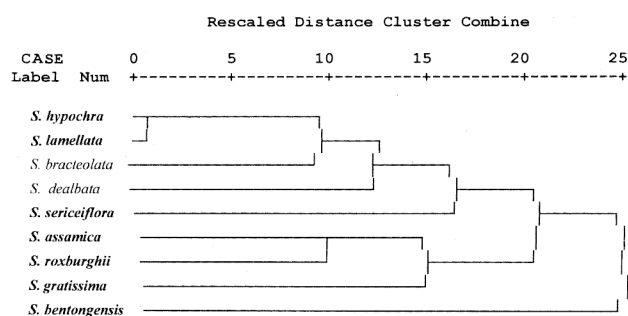 Rescaled Distance Cluster Combine
CASE 0 5 10 15 20 25
Label Num +---------+---------+---------+---------+---------+
S. hypochra
S. lamellata
S. bracteolata
S. dealbata
S. sericeiflora
S. assamica
S. roxburghii
S. gratissima
S. bentongensis